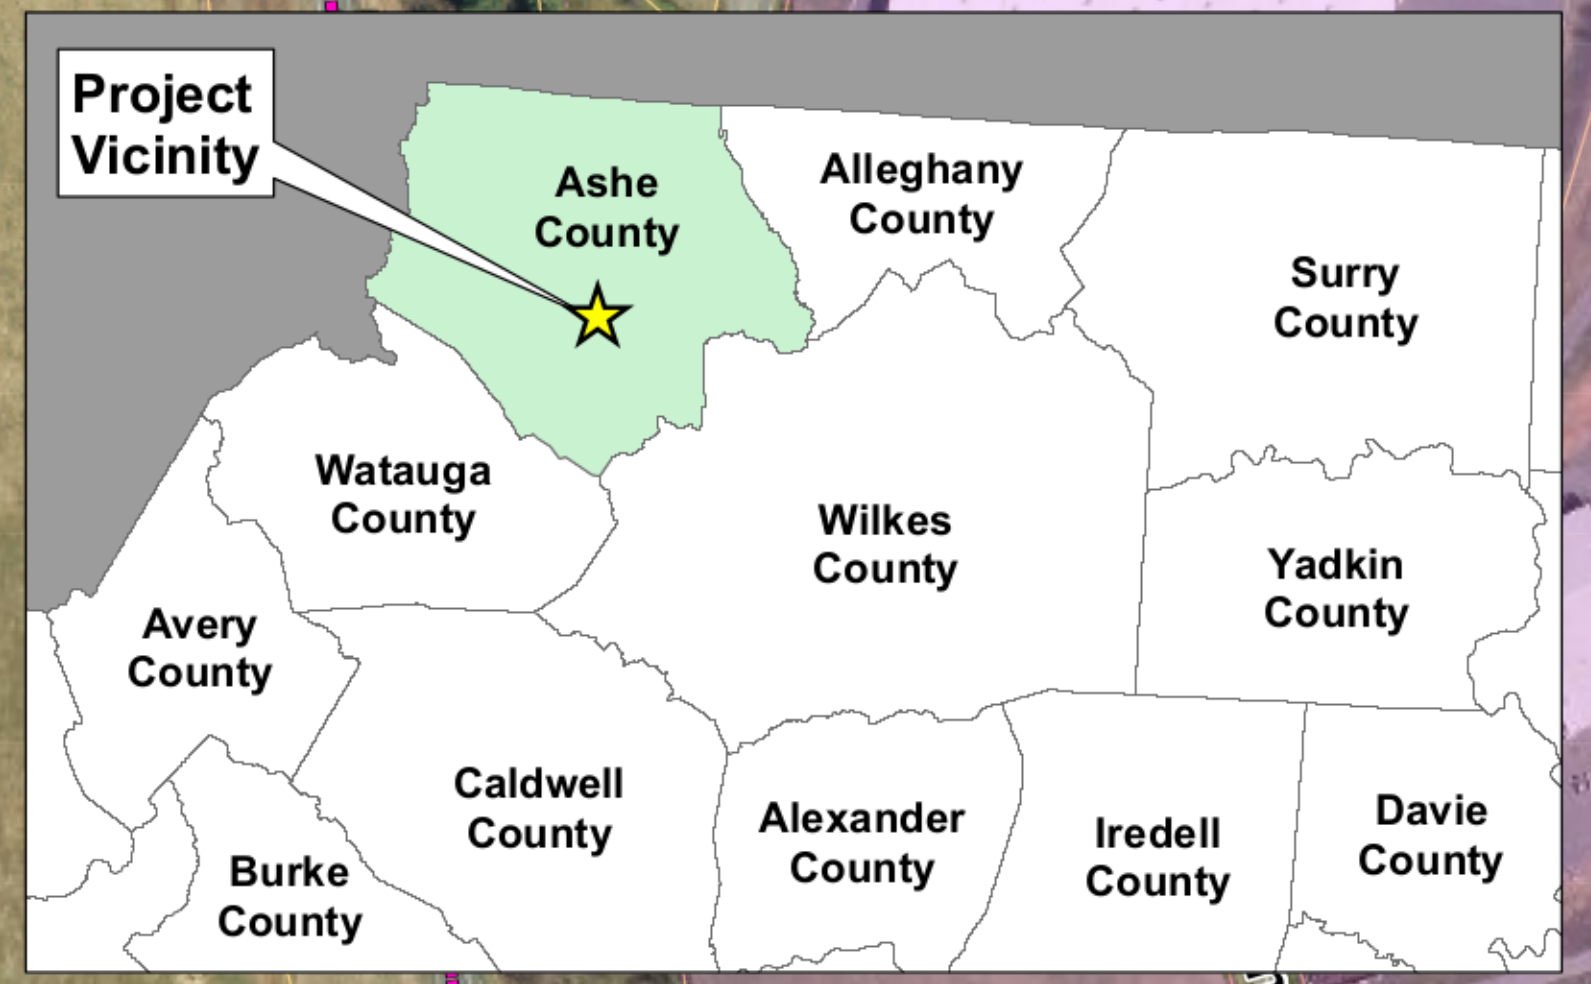 Project
Vicinity
Ashe
County
Alleghany
County
Surry
County
Watauga
County
Wilkes
County
Yadkin
County
Avery
County
Caldwell
County
Alexander
County
Iredell
County
Davie
County
Burke
County